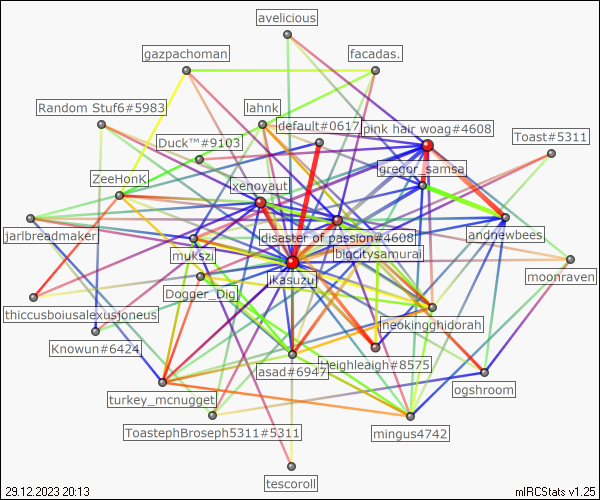 avelicious
gazpachoman
facadas.
Random Stuf6#5983
lahnk
default#0617
pink hair woag#4608
Duck™#9103
Toast#5311
gregor_samsa
ZeeHonk
xenoyaut
jarlbreadmaker
disaster of passion#4608
andnewbees
mukszi
bigcitysamurai
ikasuzu
moonraven
Dogger_Dig
thiccusboiusalexusjoneus
neokingghidorah
Knowun#6424
asad#6947
heighleaigh#8575
ogshroom
turkey_mcnugget
ToastephBroseph5311#5311
mingus4742
tescoroll
29.12.2023 20:13
mIRCStats v1.25